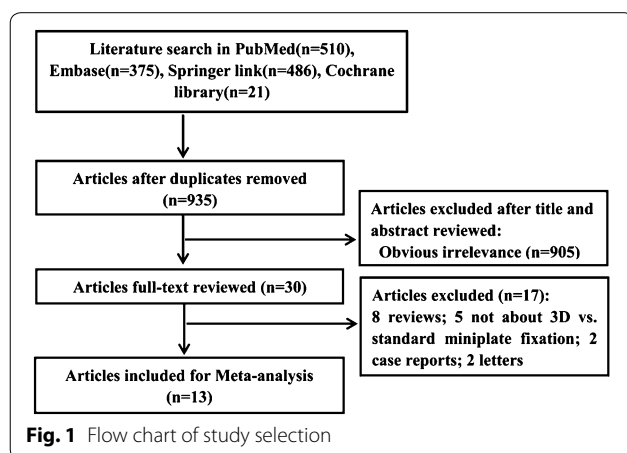 Literature search in PubMed(n=510),
Embase(n=375), Springer link(n=486), Cochrane
library(n=21)
Articles after duplicates removed
(n=935)
Articles excluded after title and
abstract reviewed:
Obvious irrelevance (n=905)
Articles full-text reviewed (n=30)
Articles excluded (n=17):
8 reviews; 5 not about 3D vs.
standard miniplate fixation; 2
case reports; 2 letters
Articles included for Meta-analysis
(n=13)
Fig. 1 Flow chart of study selection